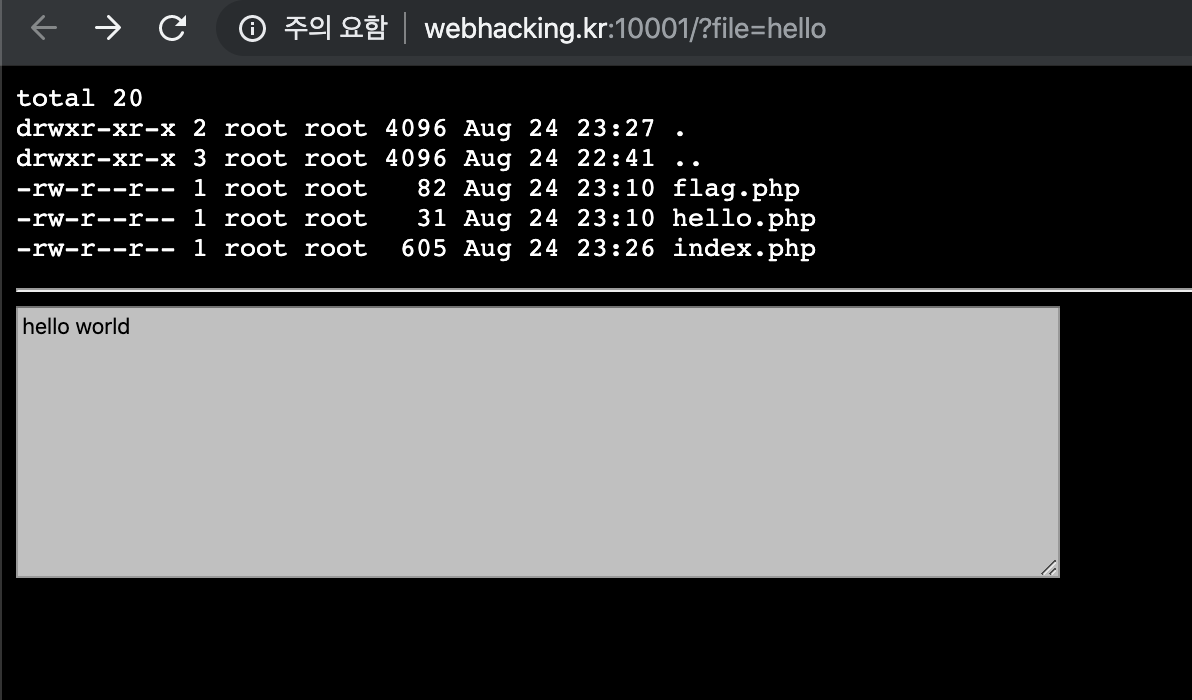 주의 요함 webhacking.kr:10001/?file=hello
total 20
drwxr-xr-x 2 root root 4096 Aug 24 23:27 .
drwxr-xr-x 3 root root 4096 Aug 24 22:41 ..
-rw-r--r-- 1 root root   82 Aug 24 23:10 flag.php
-rw-r--r-- 1 root root   31 Aug 24 23:10 hello.php
-rw-r--r-- 1 root root  605 Aug 24 23:26 index.php
hello world